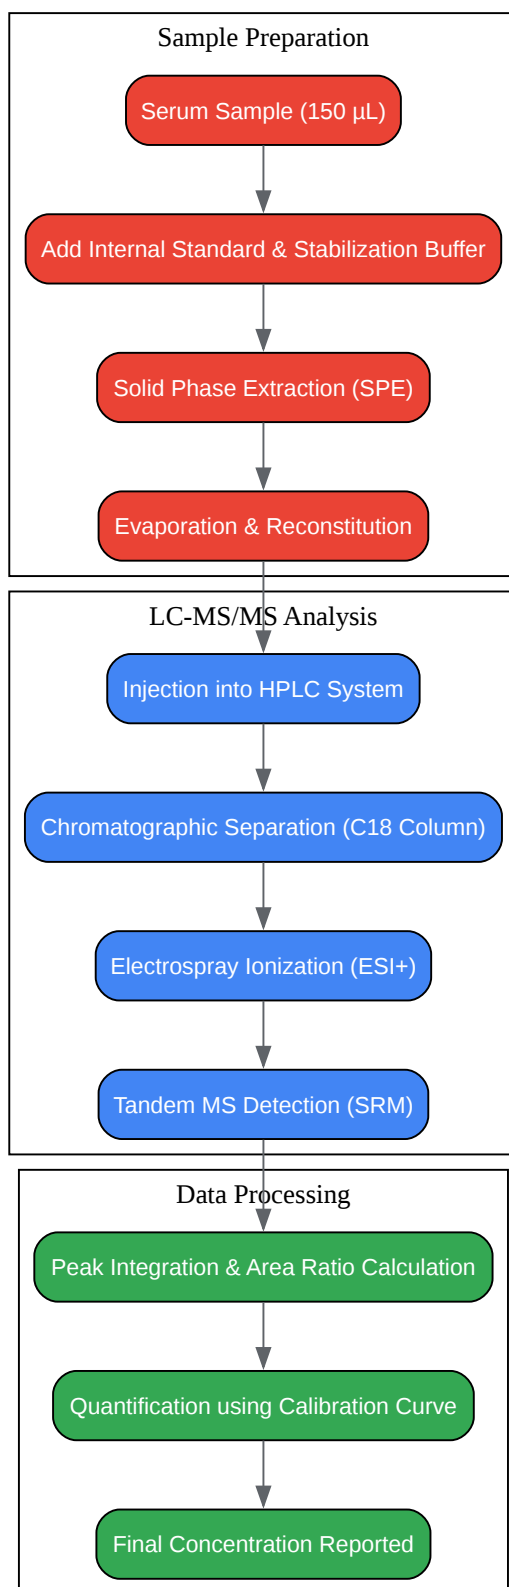 Sample Preparation
Serum Sample (150 µL)
Add Internal Standard & Stabilization Buffer
Solid Phase Extraction (SPE)
Evaporation & Reconstitution
LC-MS/MS Analysis
Injection into HPLC System
Chromatographic Separation (C18 Column)
Electrospray Ionization (ESI+)
Tandem MS Detection (SRM)
Data Processing
Peak Integration & Area Ratio Calculation
Quantification using Calibration Curve
Final Concentration Reported